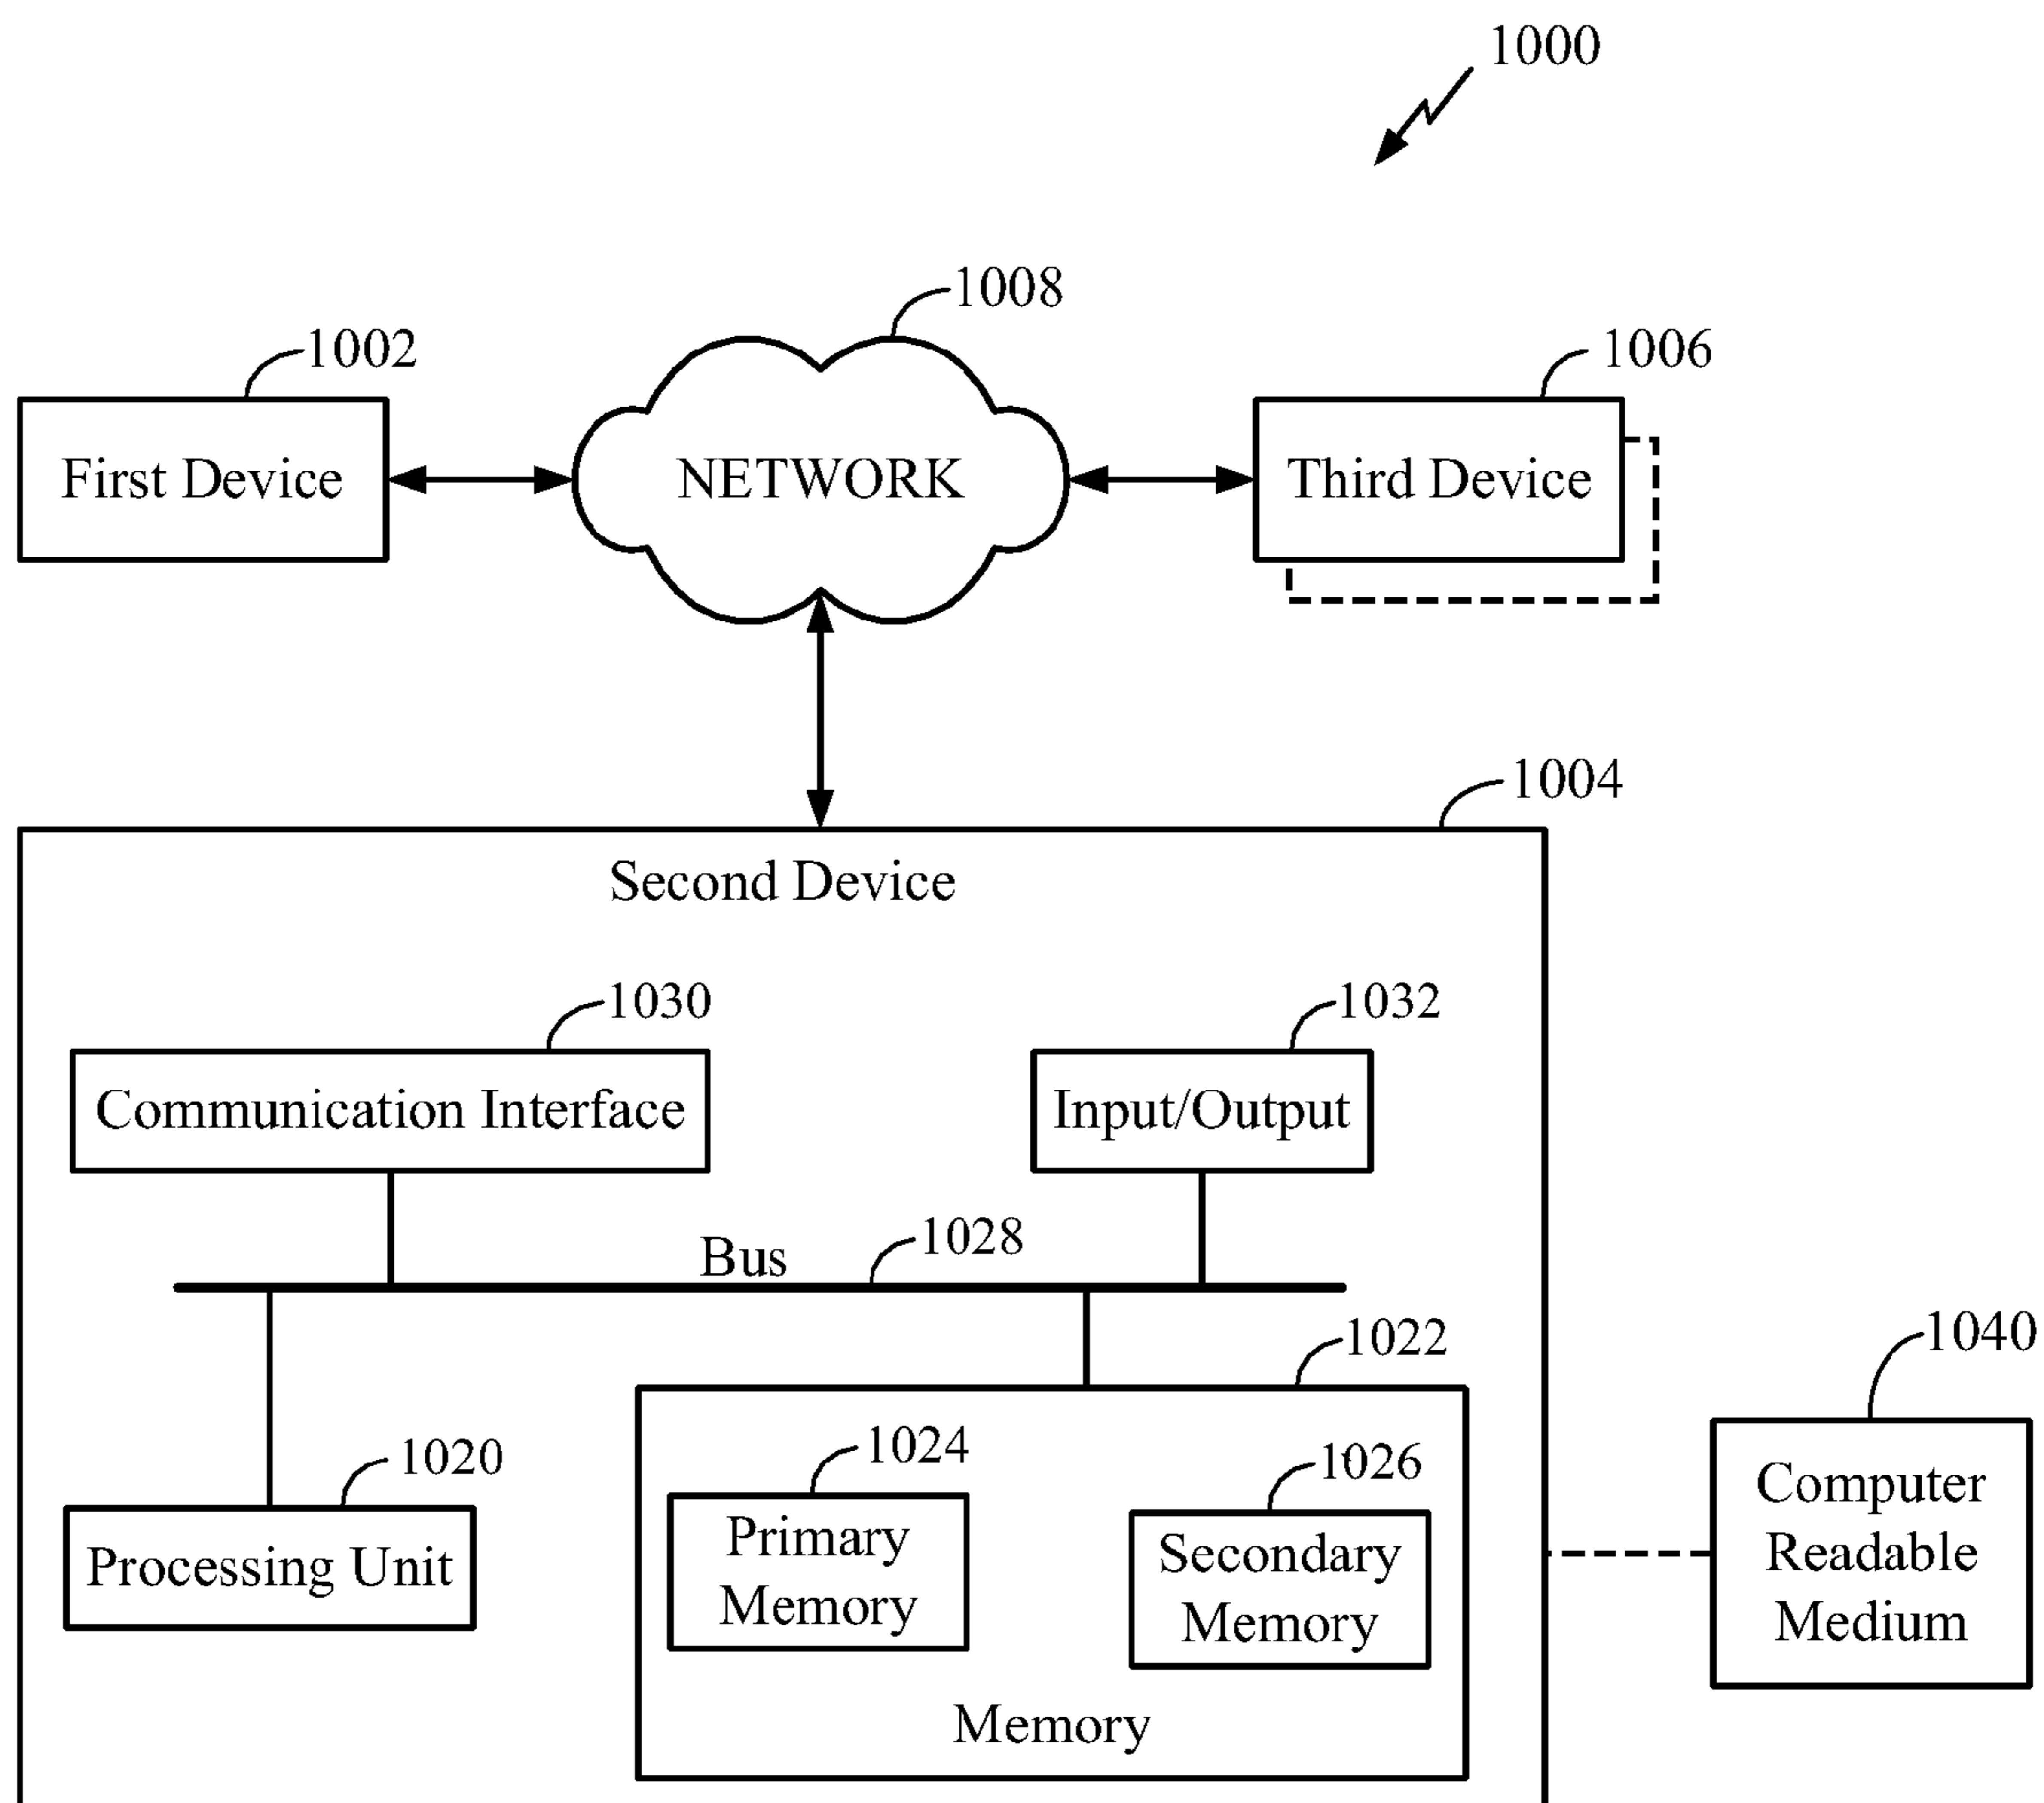 1000
1008
1002
1006
First Device
NETWORK
Third Device
1004
Second Device
1030
1032
Communication Interface
Input/Output
Bus
1028
1022
1040
1024
1026
1020
Primary
Memory
Secondary
Memory
Processing Unit
Computer
Readable
Medium
Memory